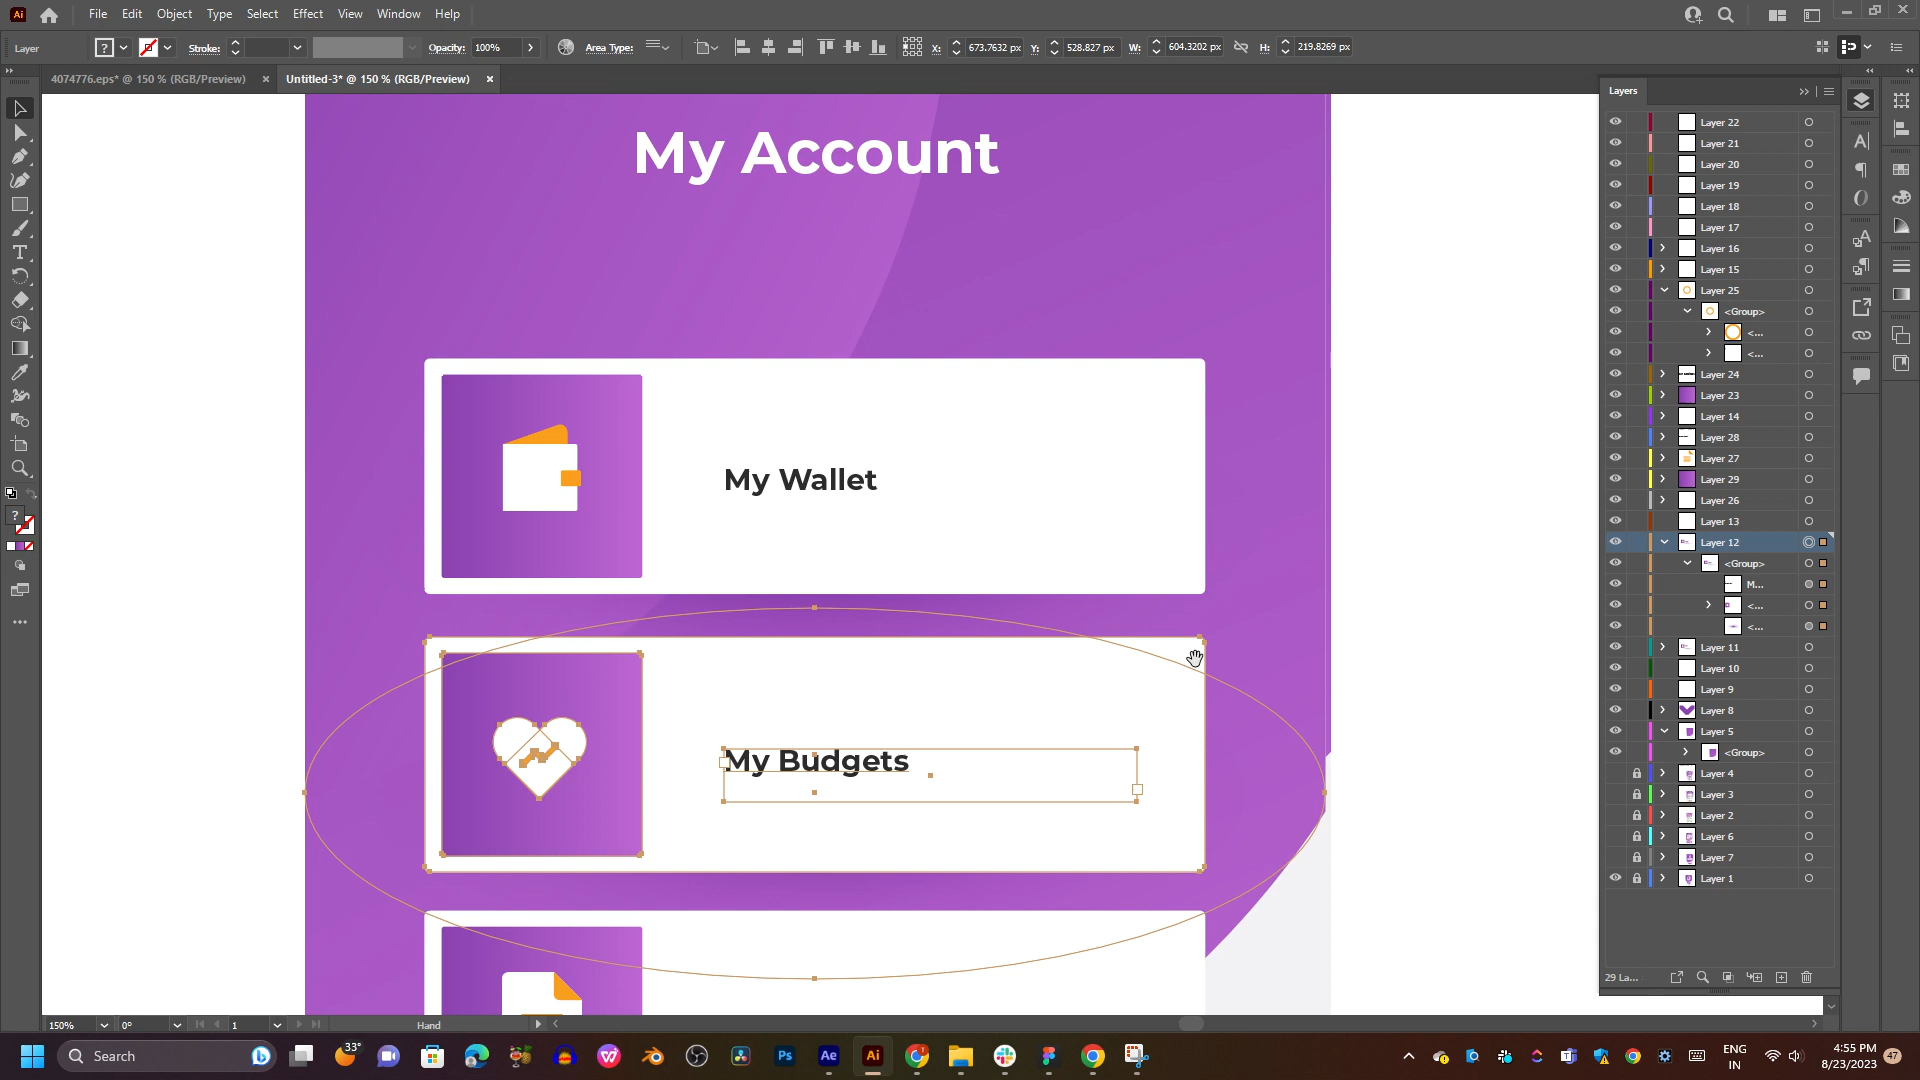 Ai File Edit Object Type Select Effect View Window Help
Layer ? Stroke: Opacity: 100% Area Type: X: 673.7632 px Y: 528.827 px W: 604.3202 px H: 219.8269 px
4074776.eps* @ 150 % (RGB/Preview) × Untitled-3* @ 150 % (RGB/Preview) ×
My Account
My Wallet
My Budgets
Layers
Layer 22
Layer 21
Layer 20
Layer 19
Layer 18
Layer 17
Layer 16
Layer 15
Layer 25
<Group>
<...
<...
Layer 24
Layer 23
Layer 14
Layer 28
Layer 27
Layer 29
Layer 26
Layer 13
Layer 12
<Group>
M...
<...
<...
Layer 11
Layer 10
Layer 9
Layer 8
Layer 5
<Group>
Layer 4
Layer 3
Layer 2
Layer 6
Layer 7
Layer 1
29 La...
150% 0° 1 Hand
Search 33° Ps Ae Ai ENG IN 4:55 PM 8/23/2023 47